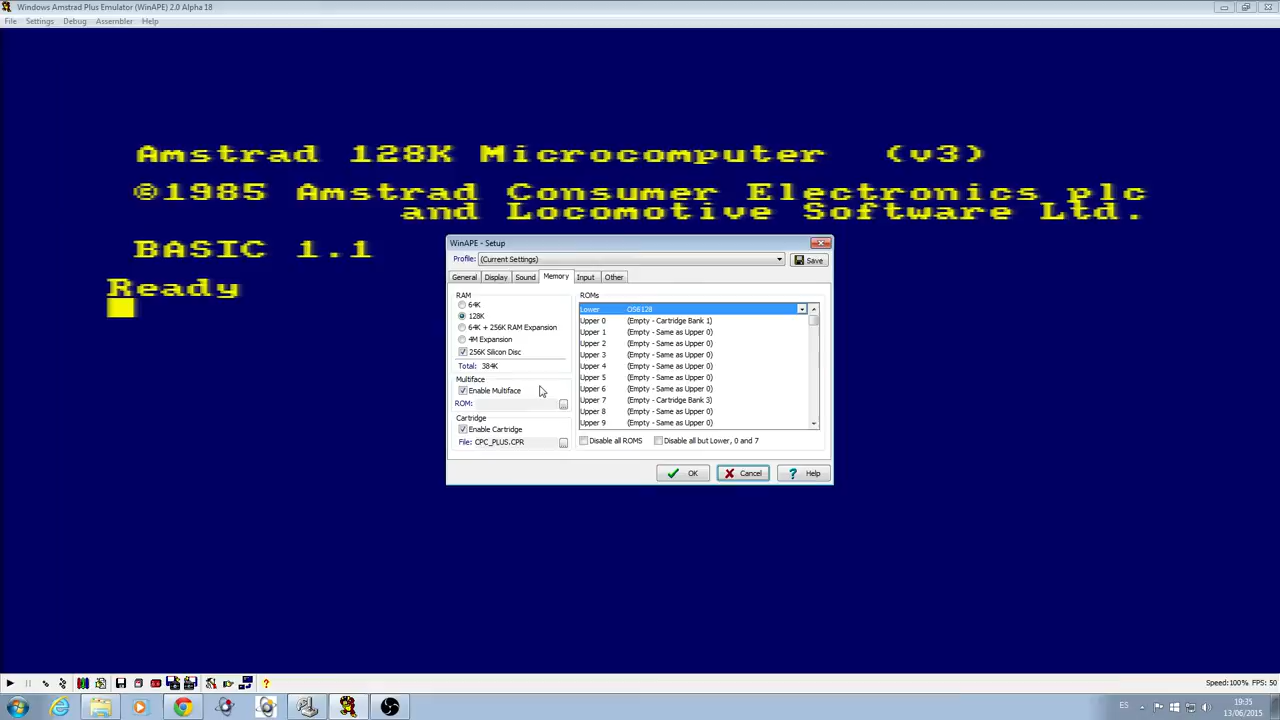 Windows Amstrad Plus Emulator (WinAPE) 2.0 Alpha 18
File Settings Debug Assembler Help
Amstrad 128K Microcomputer (v3)
©1985 Amstrad Consumer Electronics plc
and Locomotive Software Ltd.
BASIC 1.1
Ready
WinAPE - Setup
Profile: (Current Settings) Save
General Display Sound Memory Input Other
RAM
64K
128K
64K + 256K RAM Expansion
4M Expansion
256K Silicon Disc
Total: 384K
Multiface
Enable Multiface
ROM: ...
Cartridge
Enable Cartridge
File: CPC_PLUS.CPR ...
ROMs
Lower OS6128
Upper 0 (Empty - Cartridge Bank 1)
Upper 1 (Empty - Same as Upper 0)
Upper 2 (Empty - Same as Upper 0)
Upper 3 (Empty - Same as Upper 0)
Upper 4 (Empty - Same as Upper 0)
Upper 5 (Empty - Same as Upper 0)
Upper 6 (Empty - Same as Upper 0)
Upper 7 (Empty - Cartridge Bank 3)
Upper 8 (Empty - Same as Upper 0)
Upper 9 (Empty - Same as Upper 0)
Disable all ROMS Disable all but Lower, 0 and 7
OK Cancel ? Help
Speed:100% FPS: 50
ES 19:35
13/06/2015